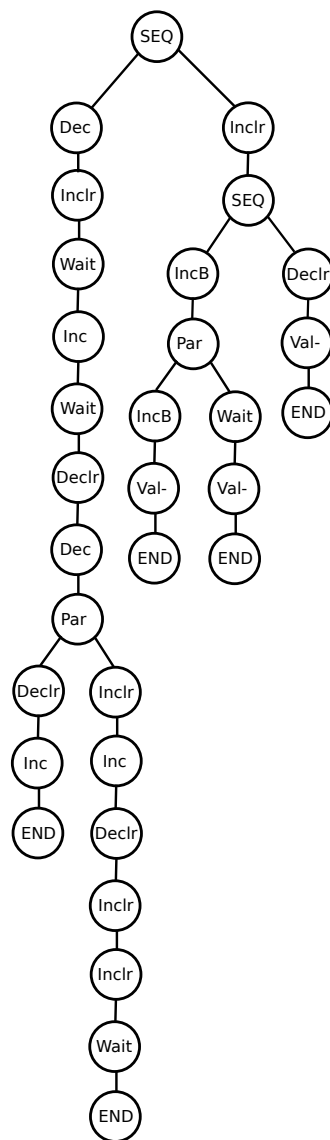 SEQ
Dec Inclr
Inclr SEQ
Wait IncB Declr
Inc Par Val-
Wait IncB Wait END
Declr Val- Val-
Dec END END
Par
Declr Inclr
Inc Inc
END Declr
Inclr
Inclr
Wait
END